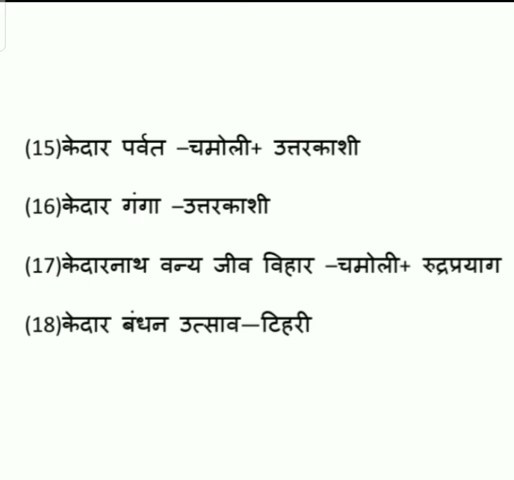 (15)केदार पर्वत –चमोली+ उत्तरकाशी
(16)केदार गंगा –उत्तरकाशी
(17)केदारनाथ वन्य जीव विहार –चमोली+ रुद्रप्रयाग
(18)केदार बंधन उत्साव—टिहरी